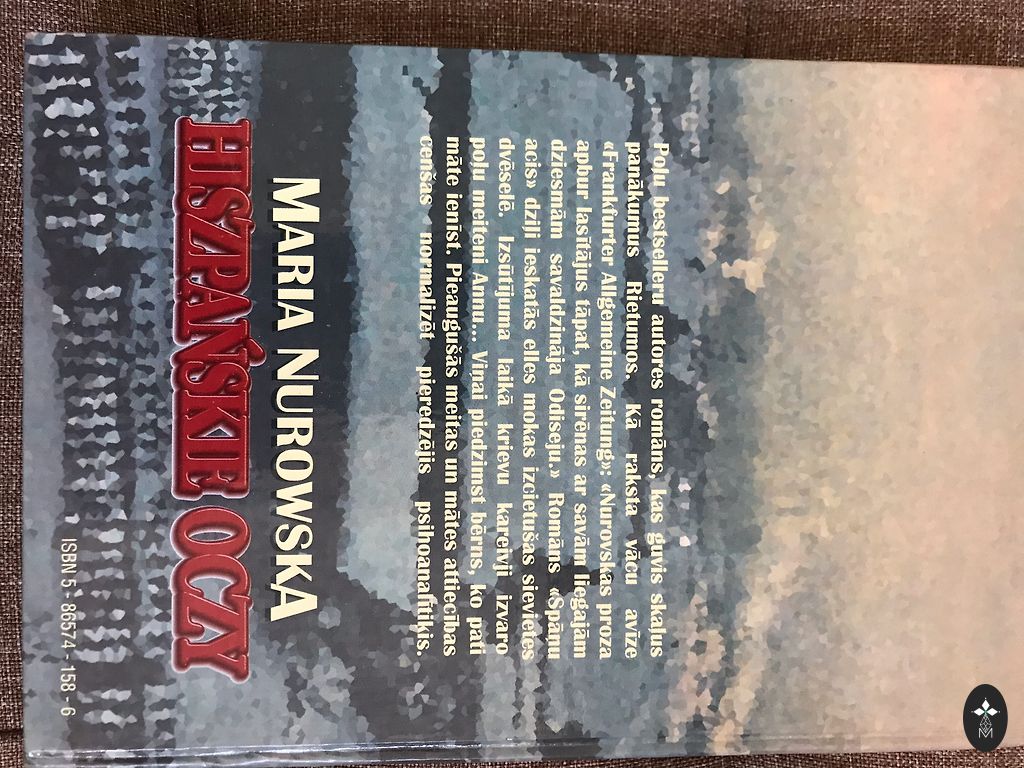 Poļu bestselleru autores romāns, kas guvis skaļus
panākumus Rietumos. Kā raksta vācu avīze
«Frankfurter Allgemeine Zeitung»: «Nurovskas proza
apbur lasītājus tāpat, kā sirēnas ar savām liegajām
dziesmām savaldzināja Odiseju.» Romāns «Spāņu
acis» dziļi ieskatās elles mokas izcietušas sievietes
dvēselē. Izsūtījuma laikā krievu kareivji izvaro
poļu meiteni Annu... Viņai piedzimst bērns, ko pati
māte ienīst. Pieaugušās meitas un mātes attiecības
cenšas normalizēt pieredzējis psihoanalītiķis.
MARIA NUROWSKA
HISZPAŃSKIE OCZY
ISBN 5 - 86574 - 158 - 6